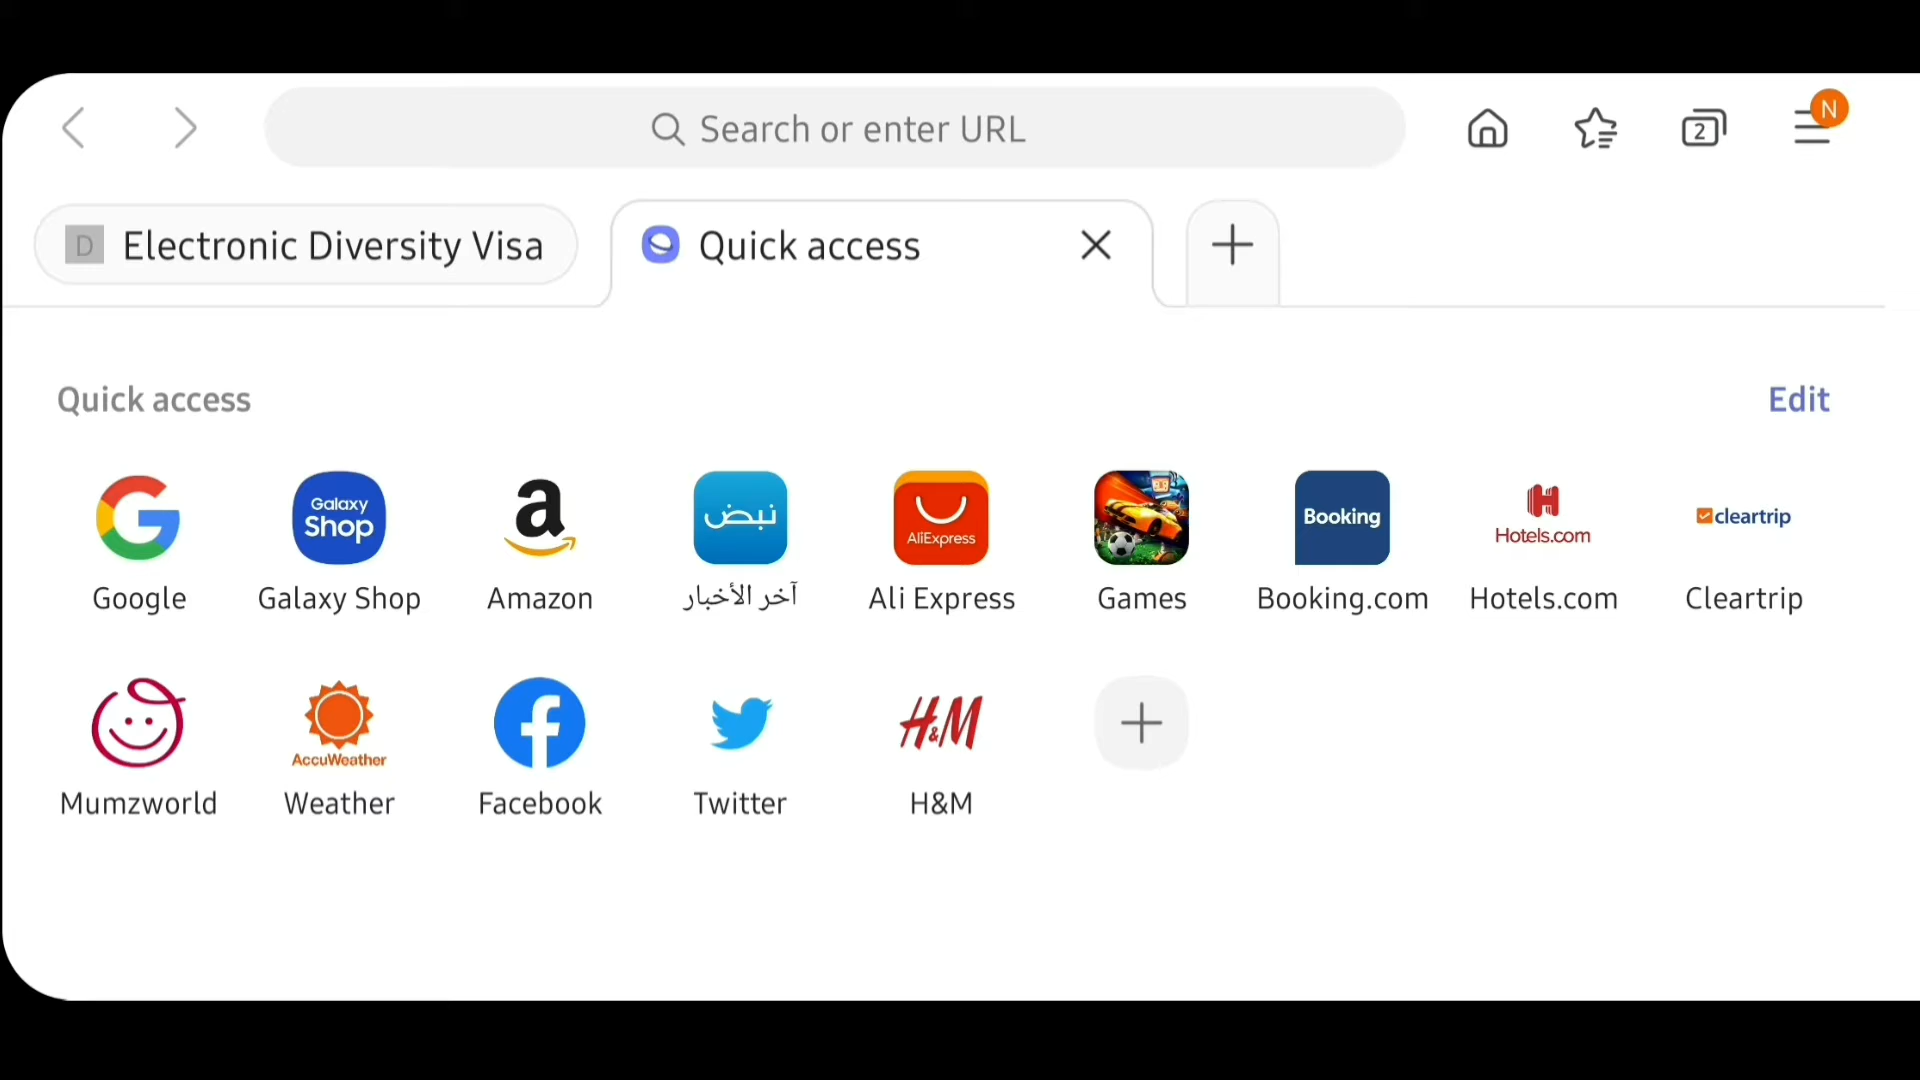 Search or enter URL
2
N
D Electronic Diversity Visa
Quick access
Quick access
Edit
Galaxy
Shop
a
نبض
AliExpress
Booking
H
Hotels.com
cleartrip
Google
Galaxy Shop
Amazon
آخر الأخبار
Ali Express
Games
Booking.com
Hotels.com
Cleartrip
AccuWeather
f
H&M
Mumzworld
Weather
Facebook
Twitter
H&M